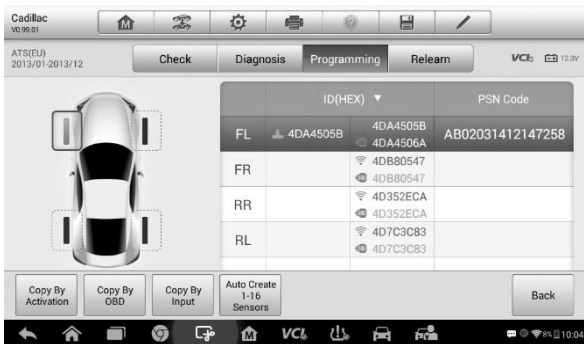 Cadillac
V0.99.01
ATS(EU)
2013/01-2013/12
Check
Diagnosis
Programming
Relearn
VCI
12.3V
ID(HEX) ▼
PSN Code
FL
4DA4505B
4DA4505B
4DA4506A
AB02031412147258
FR
4DB80547
4DB80547
RR
4D352ECA
4D352ECA
RL
4D7C3C83
4D7C3C83
Copy By
Activation
Copy By
OBD
Copy By
Input
Auto Create
1-16
Sensors
Back
VCI
8%
10:04